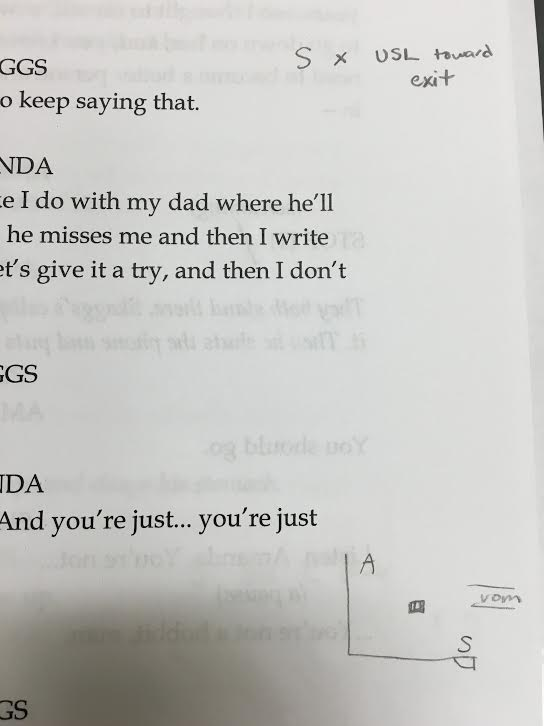 S x USL toward
exit
GGS
o keep saying that.
NDA
e I do with my dad where he'll
he misses me and then I write
et's give it a try, and then I don't
GGS
NDA
And you're just... you're just
A
vom
S
GS